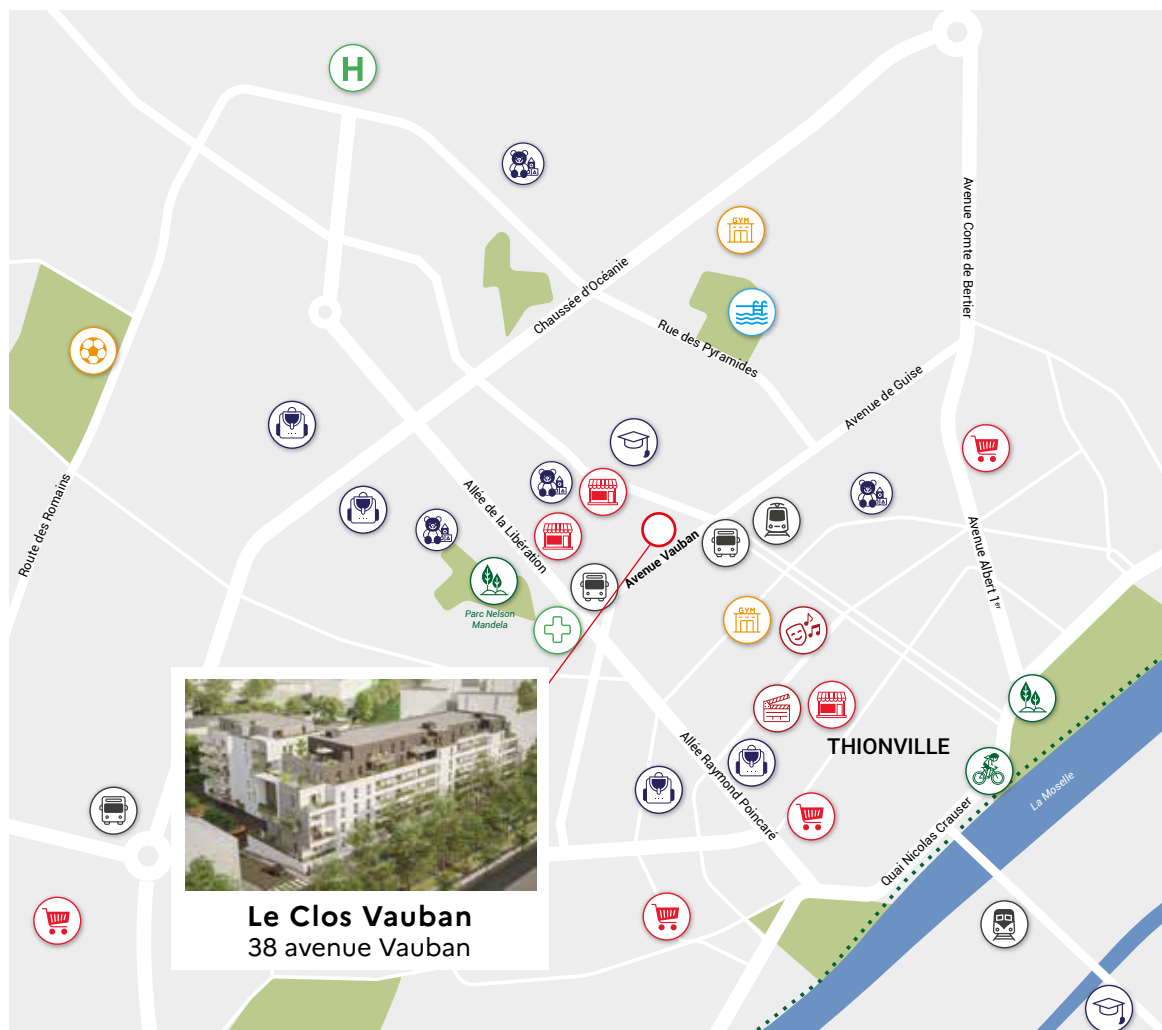 H
GYM
Avenue Comte de Bertier
Chaussée d'Océanie
Rue des Pyramides
Avenue de Guise
Route des Romains
Allée de la Libération
Avenue Vauban
Avenue Albert 1er
Parc Nelson
Mandela
GYM
THIONVILLE
Allée Raymond Poincaré
La Moselle
Quai Nicolas Crauser
Le Clos Vauban
38 avenue Vauban